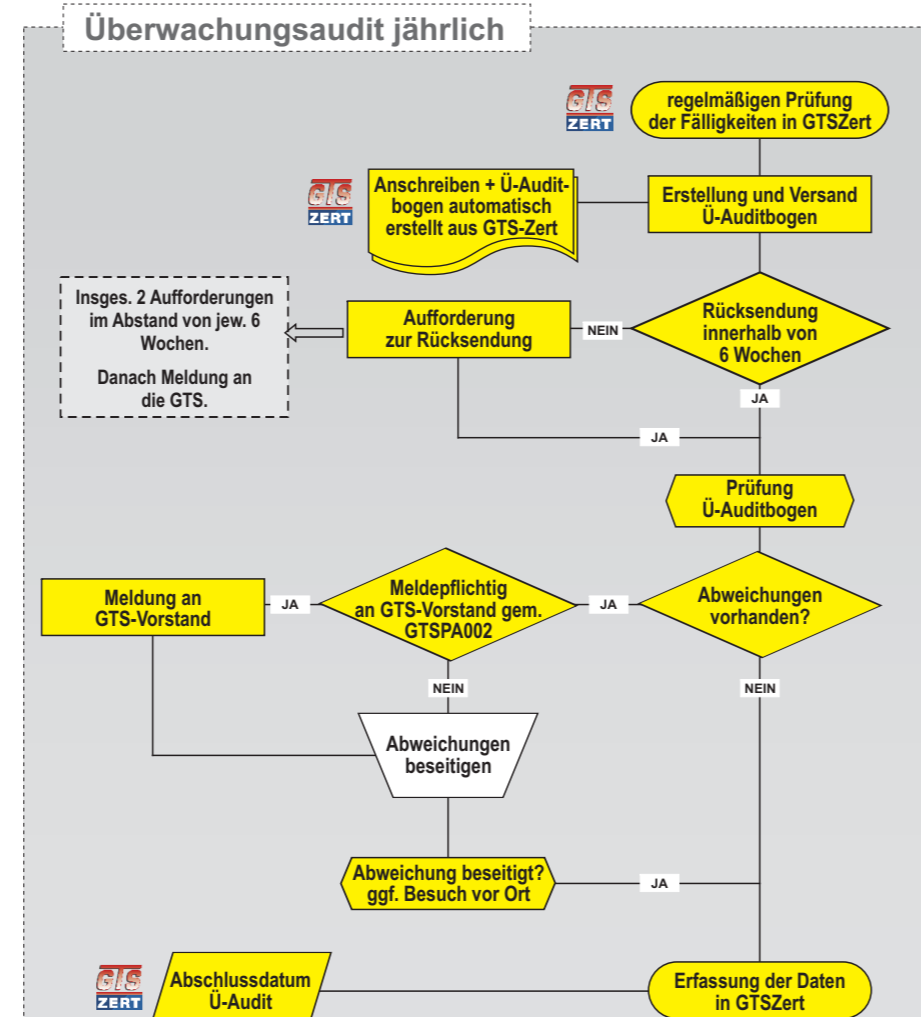 Überwachungsaudit jährlich
GTS
ZERT
regelmäßigen Prüfung
der Fälligkeiten in GTSZert
GTS
ZERT
Anschreiben + Ü-Audit-
bogen automatisch
erstellt aus GTS-Zert
Erstellung und Versand
Ü-Auditbogen
Insges. 2 Aufforderungen
im Abstand von jew. 6
Wochen.
Danach Meldung an
die GTS.
Aufforderung
zur Rücksendung
NEIN
Rücksendung
innerhalb von
6 Wochen
JA
JA
Prüfung
Ü-Auditbogen
Meldung an
GTS-Vorstand
JA
Meldepflichtig
an GTS-Vorstand gem.
GTSPA002
JA
Abweichungen
vorhanden?
NEIN
NEIN
Abweichungen
beseitigen
Abweichung beseitigt?
ggf. Besuch vor Ort
JA
GTS
ZERT
Abschlussdatum
Ü-Audit
Erfassung der Daten
in GTSZert